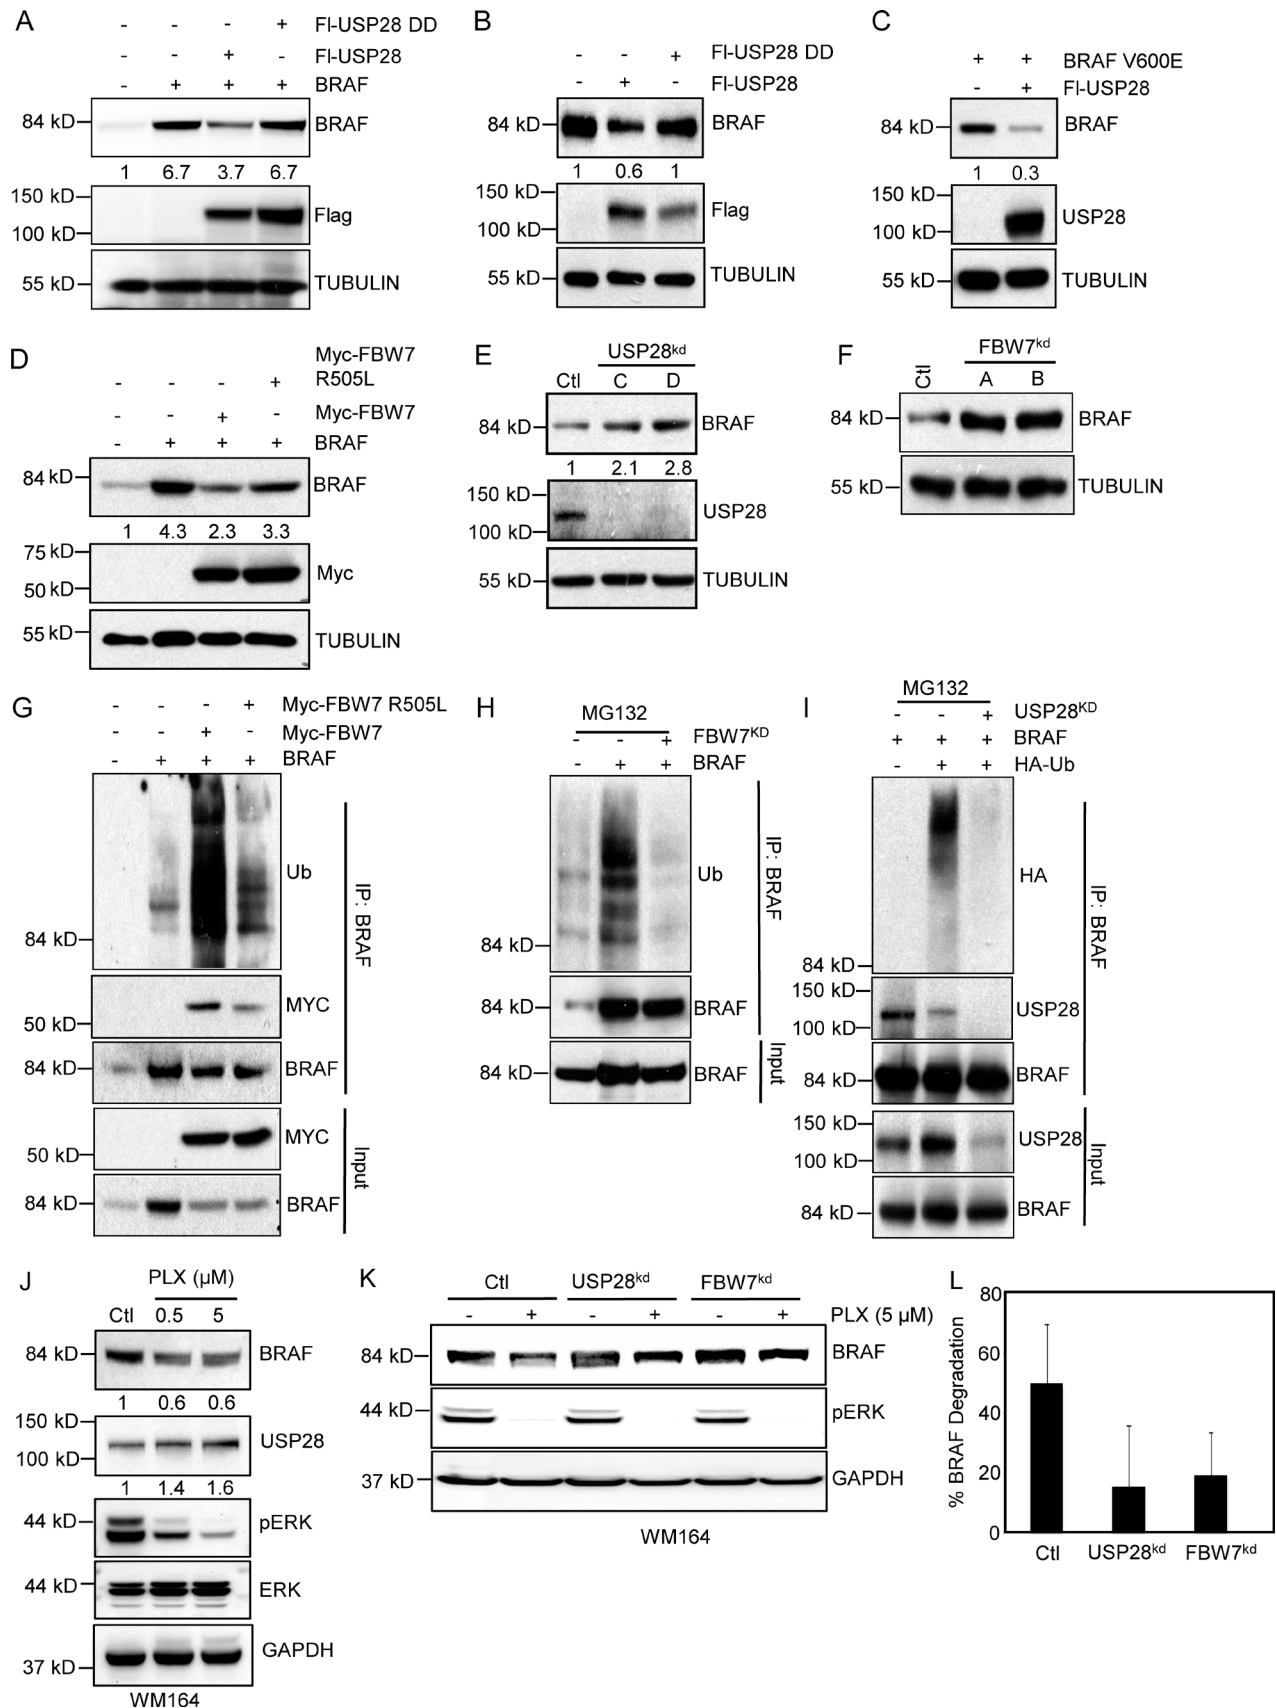 A
- - - + Fl-USP28 DD
- - + - Fl-USP28
- + + + BRAF
84 kD BRAF
1 6.7 3.7 6.7
150 kD
Flag
100 kD
55 kD TUBULIN
B
- - + Fl-USP28 DD
- + - Fl-USP28
84 kD BRAF
1 0.6 1
150 kD
Flag
100 kD
55 kD TUBULIN
C
+ + BRAF V600E
- + Fl-USP28
84 kD BRAF
1 0.3
150 kD
USP28
100 kD
55 kD TUBULIN
D
Myc-FBW7
- - - + R505L
- - + - Myc-FBW7
- + + + BRAF
84 kD BRAF
1 4.3 2.3 3.3
75 kD
Myc
50 kD
55 kD TUBULIN
E
USP28kd
Ctl C D
84 kD BRAF
1 2.1 2.8
150 kD
USP28
100 kD
55 kD TUBULIN
F
FBW7kd
Ctl A B
84 kD BRAF
55 kD TUBULIN
G
- - - + Myc-FBW7 R505L
- - + - Myc-FBW7
- + + + BRAF
Ub
84 kD
MYC
50 kD
84 kD BRAF
IP: BRAF
MYC
50 kD
84 kD BRAF
Input
H
MG132
- - + FBW7KD
- + + BRAF
Ub
84 kD
84 kD BRAF
IP: BRAF
84 kD BRAF
Input
I
MG132
- - + USP28KD
+ + + BRAF
- + + HA-Ub
HA
84 kD
150 kD
USP28
100 kD
84 kD BRAF
IP: BRAF
150 kD
USP28
100 kD
84 kD BRAF
Input
J
PLX (µM)
Ctl 0.5 5
84 kD BRAF
1 0.6 0.6
150 kD
USP28
100 kD
1 1.4 1.6
44 kD pERK
44 kD ERK
GAPDH
37 kD
WM164
K
Ctl USP28kd FBW7kd
- + - + - + PLX (5 µM)
84 kD BRAF
44 kD pERK
37 kD GAPDH
WM164
L
% BRAF Degradation
80
60
40
20
0
Ctl USP28kd FBW7kd